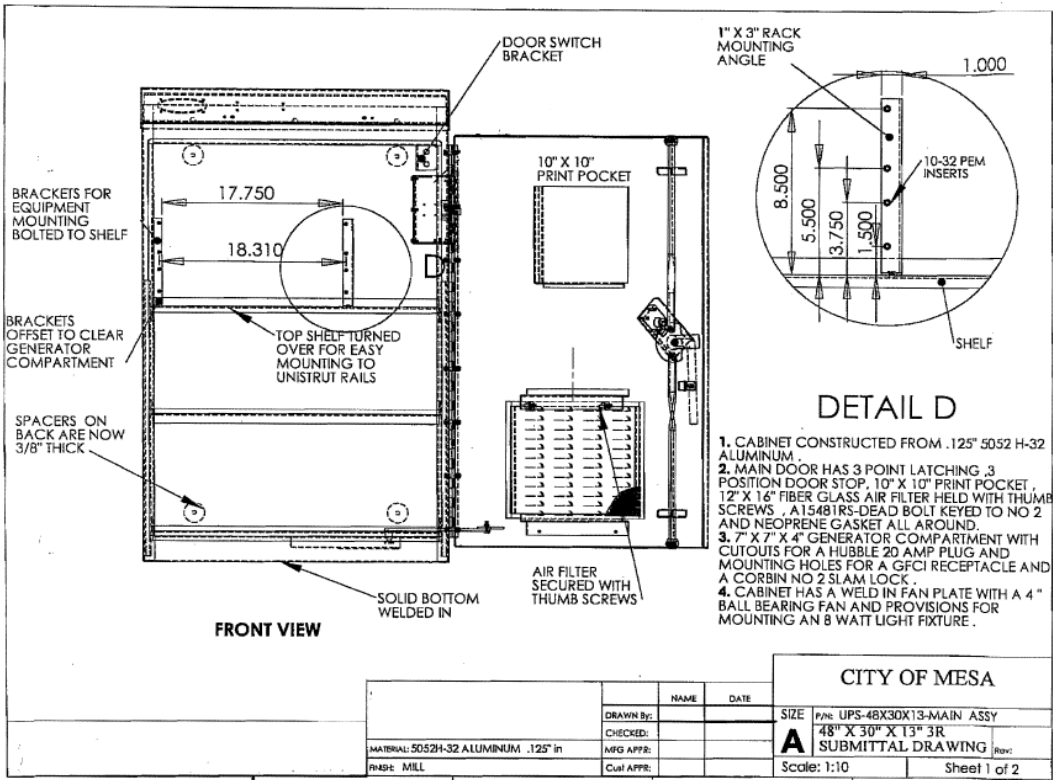 DOOR SWITCH
BRACKET
1" X 3" RACK
MOUNTING
ANGLE
1.000
10" X 10"
PRINT POCKET
10-32 PEM
INSERTS
BRACKETS FOR
EQUIPMENT
MOUNTING
BOLTED TO SHELF
17.750
18.310
8.500
5.500
3.750
1.500
BRACKETS
OFFSET TO CLEAR
GENERATOR
COMPARTMENT
TOP SHELF TURNED
OVER FOR EASY
MOUNTING TO
UNISTRUT RAILS
SHELF
SPACERS ON
BACK ARE NOW
3/8" THICK
DETAIL D
1. CABINET CONSTRUCTED FROM .125" 5052 H-32
ALUMINUM .
2. MAIN DOOR HAS 3 POINT LATCHING ,3
POSITION DOOR STOP, 10" X 10" PRINT POCKET ,
12" X 16" FIBER GLASS AIR FILTER HELD WITH THUMB
SCREWS , A15481RS-DEAD BOLT KEYED TO NO 2
AND NEOPRENE GASKET ALL AROUND.
3. 7" X 7" X 4" GENERATOR COMPARTMENT WITH
CUTOUTS FOR A HUBBLE 20 AMP PLUG AND
MOUNTING HOLES FOR A GFCI RECEPTACLE AND
A CORBIN NO 2 SLAM LOCK .
4. CABINET HAS A WELD IN FAN PLATE WITH A 4 "
BALL BEARING FAN AND PROVISIONS FOR
MOUNTING AN 8 WATT LIGHT FIXTURE .
AIR FILTER
SECURED WITH
THUMB SCREWS
SOLID BOTTOM
WELDED IN
FRONT VIEW
CITY OF MESA
NAME DATE
DRAWN By:
CHECKED:
MFG APPR:
Cust APPR:
MATERIAL: 5052H-32 ALUMINUM .125" in
FINISH: MILL
SIZE
A
P/N: UPS-48X30X13-MAIN ASSY
48" X 30" X 13" 3R
SUBMITTAL DRAWING Rev:
Scale: 1:10
Sheet 1 of 2